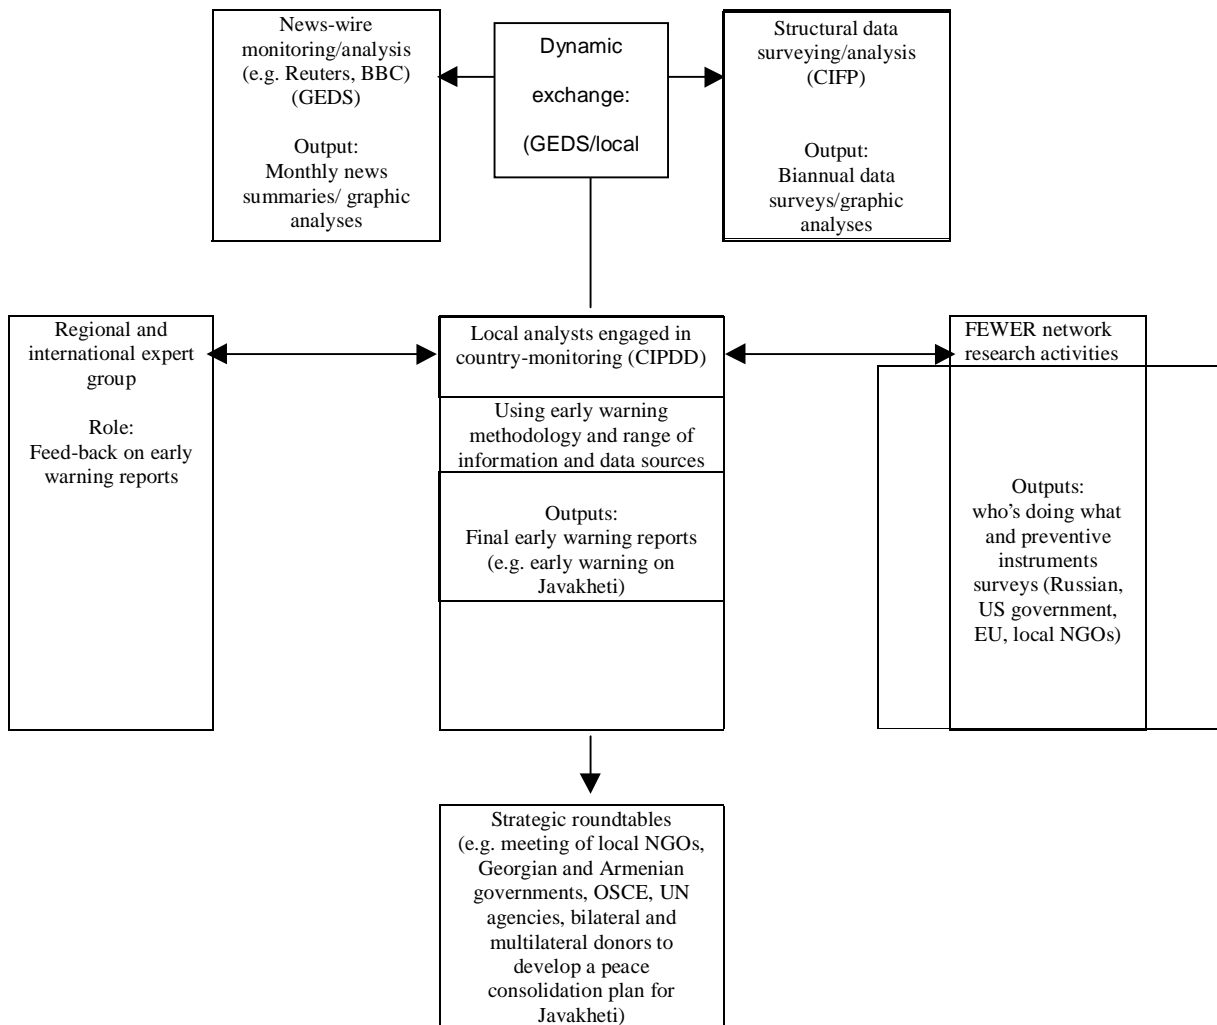 News-wire
monitoring/analysis
(e.g. Reuters, BBC)
(GEDS)
Output:
Monthly news
summaries/ graphic
analyses
Dynamic
exchange:
(GEDS/local
Structural data
surveying/analysis
(CIFP)
Output:
Biannual data
surveys/graphic
analyses
Regional and
international expert
group
Role:
Feed-back on early
warning reports
Local analysts engaged in
country-monitoring (CIPDD)
Using early warning
methodology and range of
information and data sources
Outputs:
Final early warning reports
(e.g. early warning on
Javakheti)
FEWER network
research activities
Outputs:
who’s doing what
and preventive
instruments
surveys (Russian,
US government,
EU, local NGOs)
Strategic roundtables
(e.g. meeting of local NGOs,
Georgian and Armenian
governments, OSCE, UN
agencies, bilateral and
multilateral donors to
develop a peace
consolidation plan for
Javakheti)